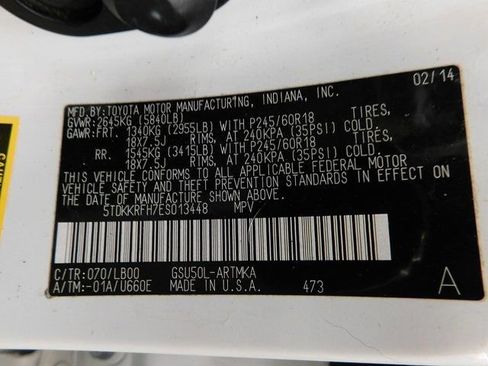 MFD. BY:TOYOTA MOTOR MANUFACTURING, INDIANA, INC. 02/14
GVWR:2645KG (5840LB)
GAWR:FRT. 1340KG (2955LB) WITH P245/60R18 TIRES,
18X7.5J RIMS, AT 240KPA (35PSI) COLD.
RR. 1545KG (3415LB) WITH P245/60R18 TIRES,
18X7.5J RIMS, AT 240KPA (35PSI) COLD.
THIS VEHICLE CONFORMS TO ALL APPLICABLE FEDERAL MOTOR
VEHICLE SAFETY AND THEFT PREVENTION STANDARDS IN EFFECT ON
THE DATE OF MANUFACTURE SHOWN ABOVE.
5TDKKRFH7ES013448 MPV
C/TR:070/LB00 GSU50L-ARTMKA
A/TM:-01A/U660E MADE IN U.S.A. 473 A